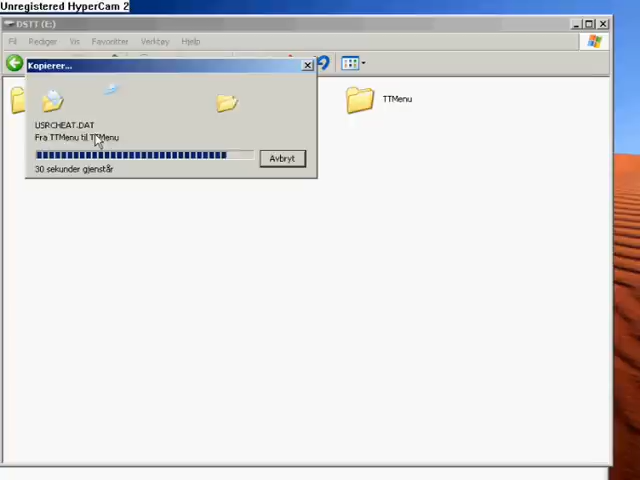 Unregistered HyperCam 2
DSTT (E:)
Fil Rediger Vis Favoritter Verktøy Hjelp
Kopierer...
TTMenu
USRCHEAT.DAT
Fra TTMenu til TTMenu
Avbryt
30 sekunder gjenstår